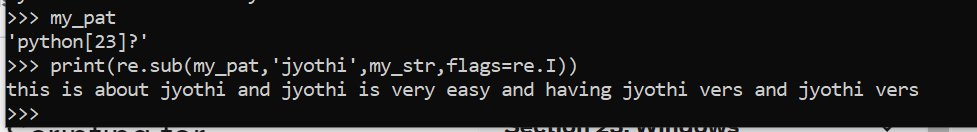 >>> my_pat
'python[23]?'
>>> print(re.sub(my_pat,'jyothi',my_str,flags=re.I))
this is about jyothi and jyothi is very easy and having jyothi vers and jyothi vers
>>>